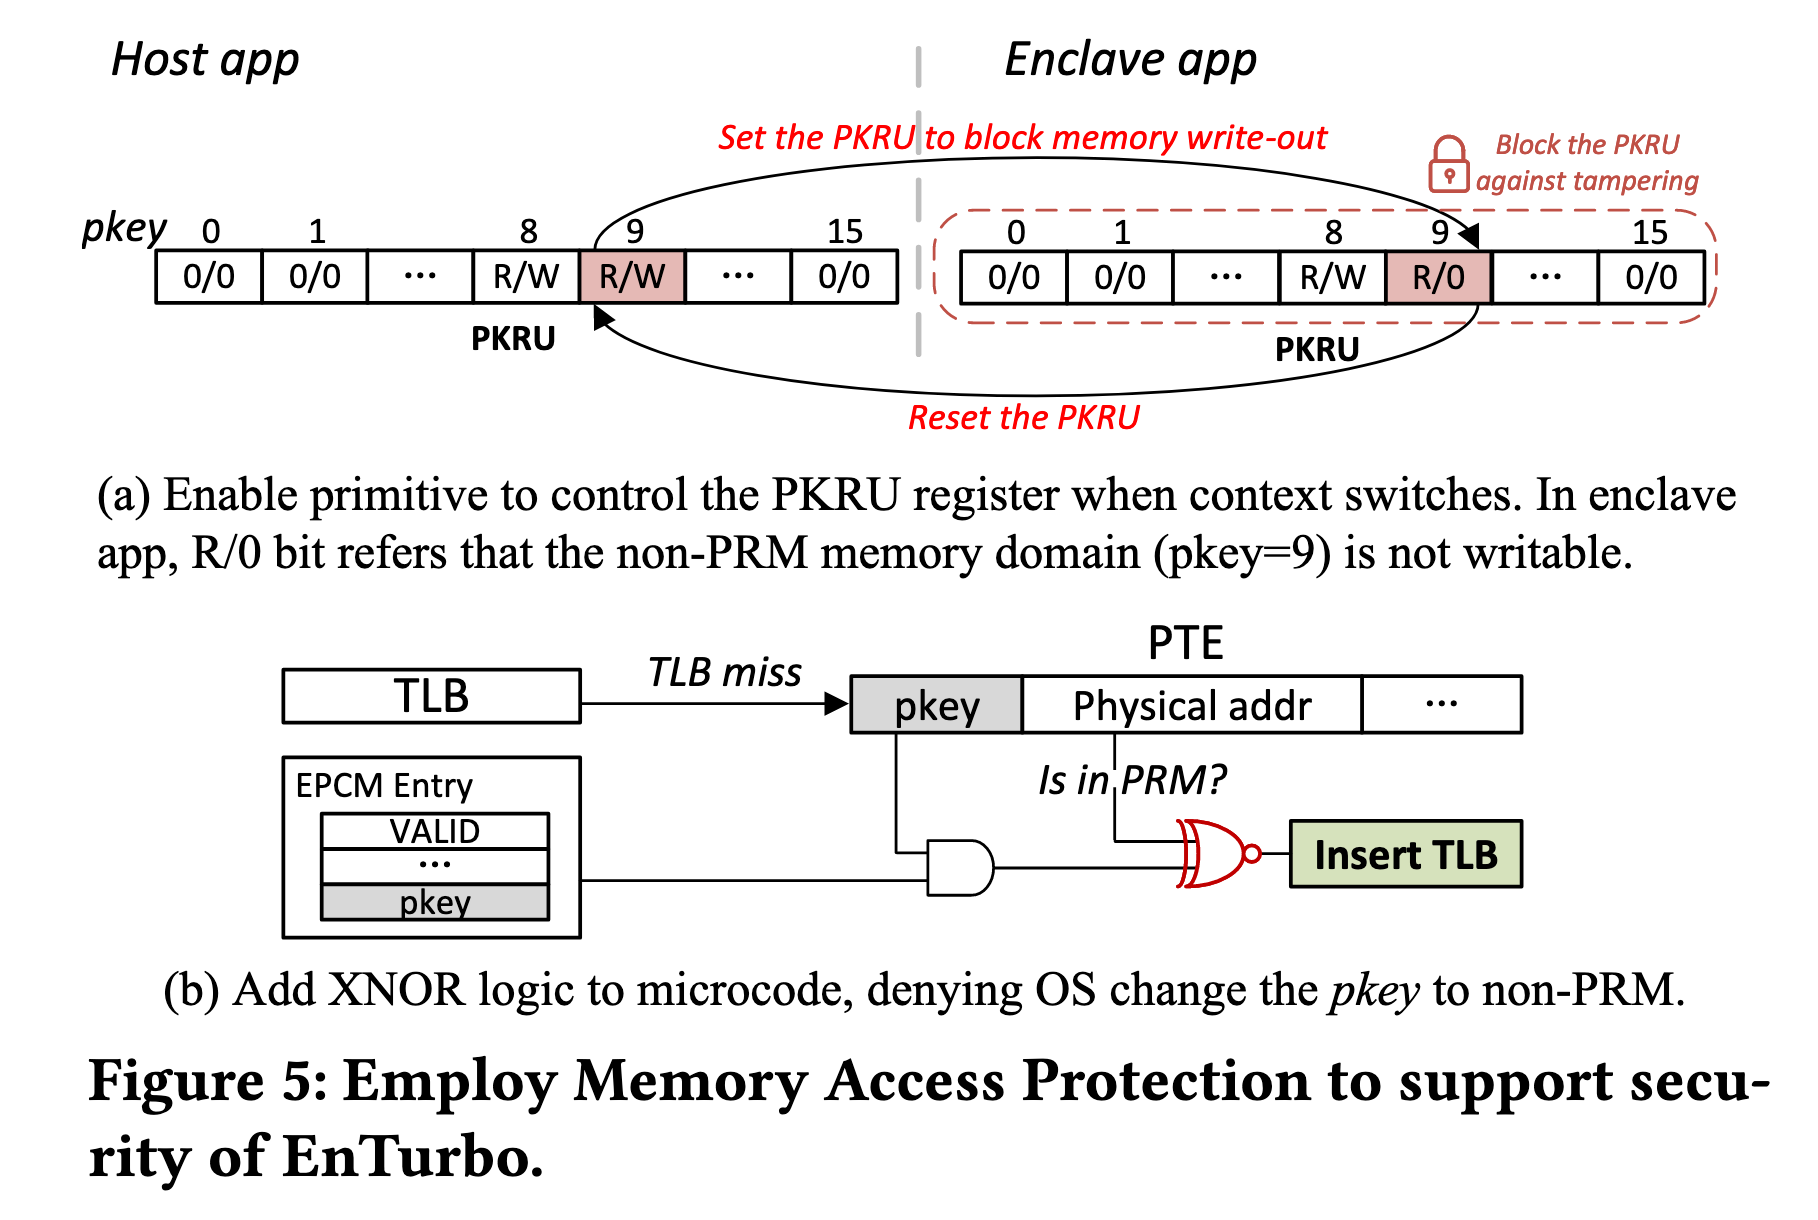 Host app
Enclave app
Set the PKRU to block memory write-out
Block the PKRU
against tampering
pkey 0 1 8 9 15
0/0 0/0 ··· R/W R/W ··· 0/0
PKRU
0 1 8 9 15
0/0 0/0 ··· R/W R/0 ··· 0/0
PKRU
Reset the PKRU
(a) Enable primitive to control the PKRU register when context switches. In enclave
app, R/0 bit refers that the non-PRM memory domain (pkey=9) is not writable.
PTE
TLB
TLB miss
pkey Physical addr ···
Is in PRM?
EPCM Entry
VALID
···
pkey
Insert TLB
(b) Add XNOR logic to microcode, denying OS change the pkey to non-PRM.
Figure 5: Employ Memory Access Protection to support secu-
rity of EnTurbo.